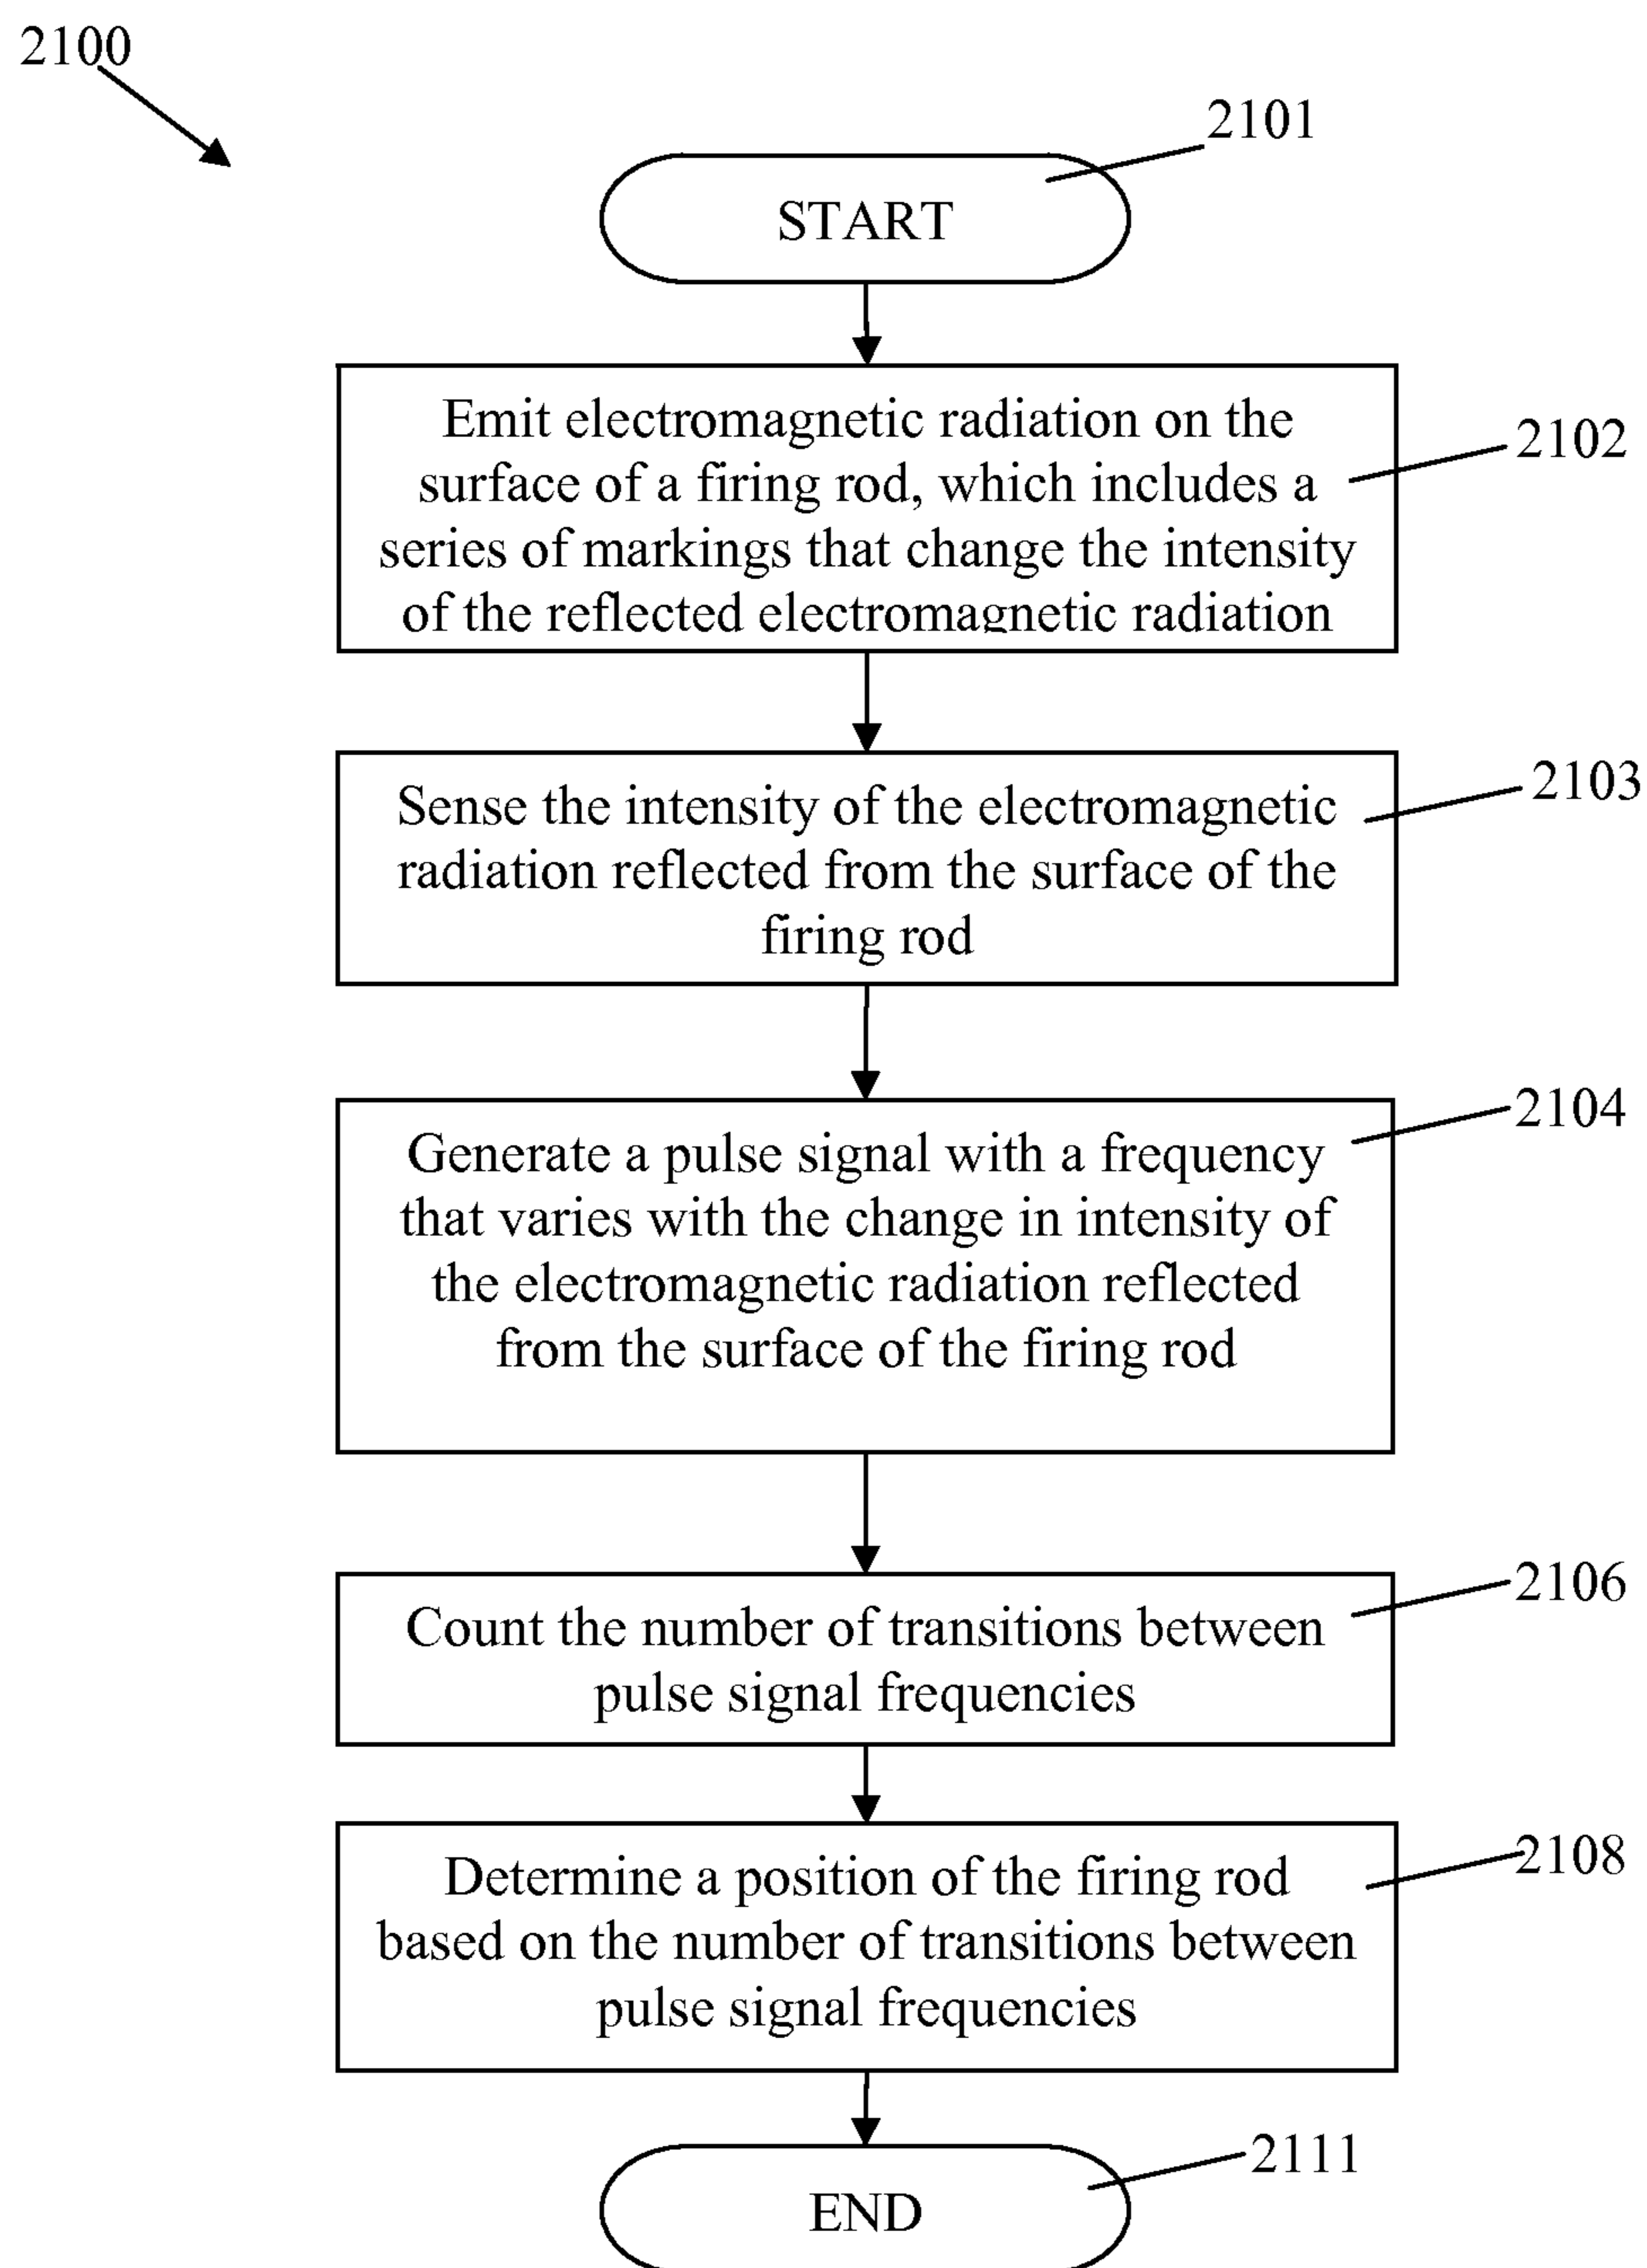 2100
2101
START
Emit electromagnetic radiation on the
surface of a firing rod, which includes a
series of markings that change the intensity
of the reflected electromagnetic radiation
2102
Sense the intensity of the electromagnetic
radiation reflected from the surface of the
firing rod
2103
Generate a pulse signal with a frequency
that varies with the change in intensity of
the electromagnetic radiation reflected
from the surface of the firing rod
2104
Count the number of transitions between
pulse signal frequencies
2106
Determine a position of the firing rod
based on the number of transitions between
pulse signal frequencies
2108
END
2111